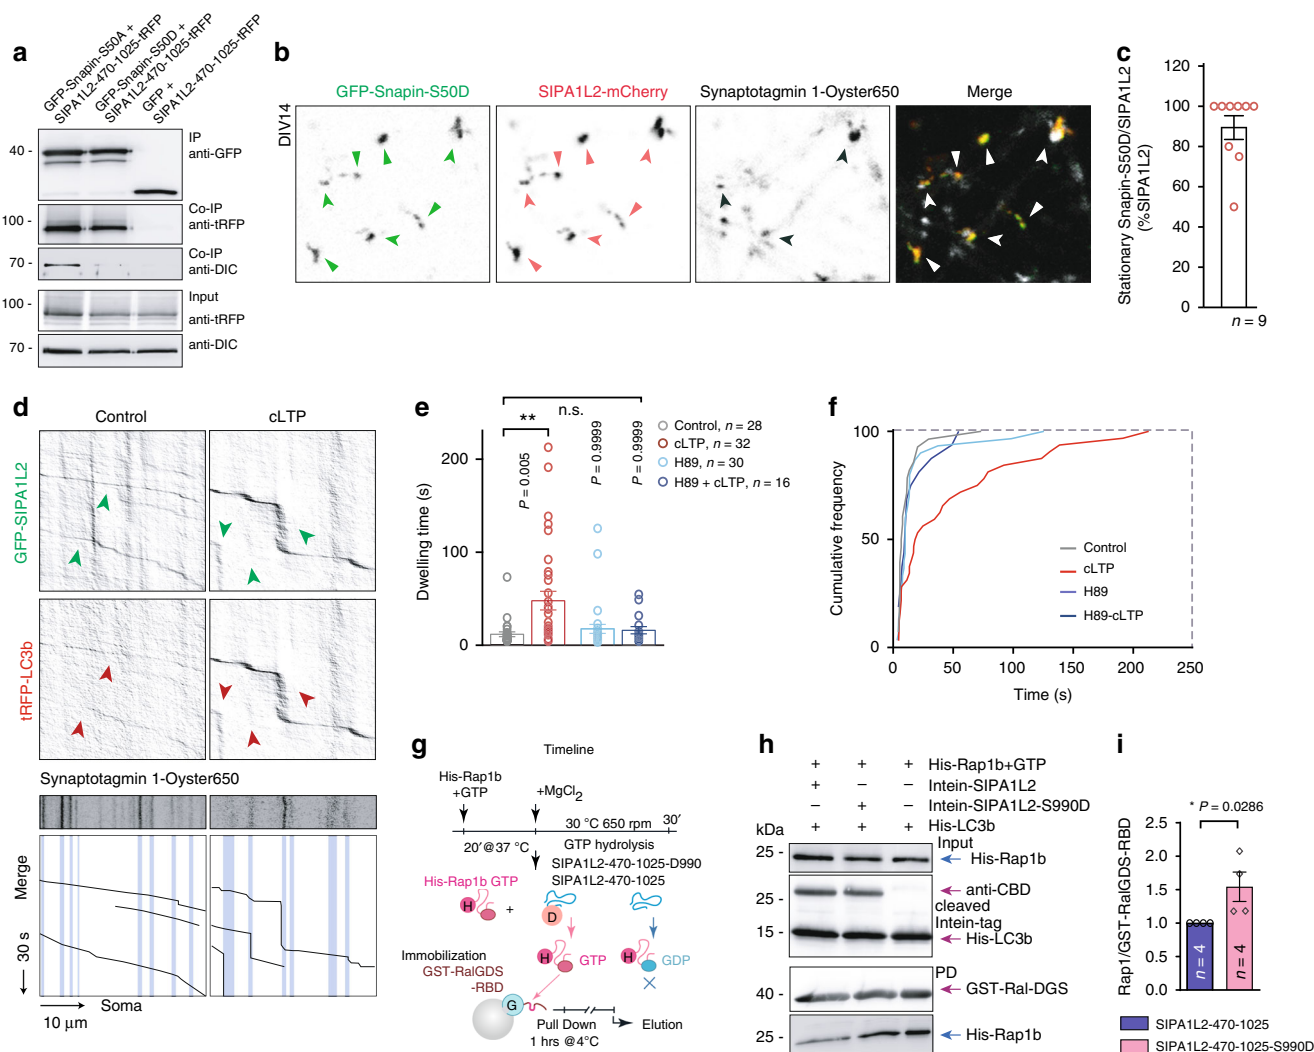 a
GFP-Snapin-S50A +
SIPA1L2-470-1025-tRFP
GFP-Snapin-S50D +
SIPA1L2-470-1025-tRFP
GFP +
SIPA1L2-470-1025-tRFP
40 -
IP
anti-GFP
100 -
Co-IP
anti-tRFP
70 -
Co-IP
anti-DIC
100 -
Input
anti-tRFP
70 -
anti-DIC
b
GFP-Snapin-S50D
SIPA1L2-mCherry
Synaptotagmin 1-Oyster650
Merge
DIV14
c
Stationary Snapin-S50D/SIPA1L2
(%SIPA1L2)
120
100
80
60
40
20
0
n = 9
d
Control
cLTP
GFP-SIPA1L2
tRFP-LC3b
Synaptotagmin 1-Oyster650
Merge
30 s
Soma
10 µm
e
n.s.
**
P = 0.005
P = 0.9999
P = 0.9999
Control, n = 28
cLTP, n = 32
H89, n = 30
H89 + cLTP, n = 16
Dwelling time (s)
200
100
0
f
Cumulative frequency
100
50
0
0
50
100
150
200
250
Time (s)
Control
cLTP
H89
H89-cLTP
g
Timeline
His-Rap1b
+GTP
+MgCl2
30 °C 650 rpm
30′
20′@37 °C
GTP hydrolysis
SIPA1L2-470-1025-D990
SIPA1L2-470-1025
His-Rap1b GTP
H
+
D
Immobilization
GST-RalGDS
-RBD
H
GTP
H
GDP
G
Pull Down
1 hrs @4°C
Elution
h
+ + + His-Rap1b+GTP
+ − − Intein-SIPA1L2
− + − Intein-SIPA1L2-S990D
+ + + His-LC3b
kDa
Input
25 -
His-Rap1b
25 -
anti-CBD
cleaved
Intein-tag
15 -
His-LC3b
PD
40 -
GST-Ral-DGS
25 -
His-Rap1b
i
* P = 0.0286
Rap1/GST-RalGDS-RBD
2.5
2.0
1.5
1.0
0.5
0.0
n = 4
n = 4
SIPA1L2-470-1025
SIPA1L2-470-1025-S990D